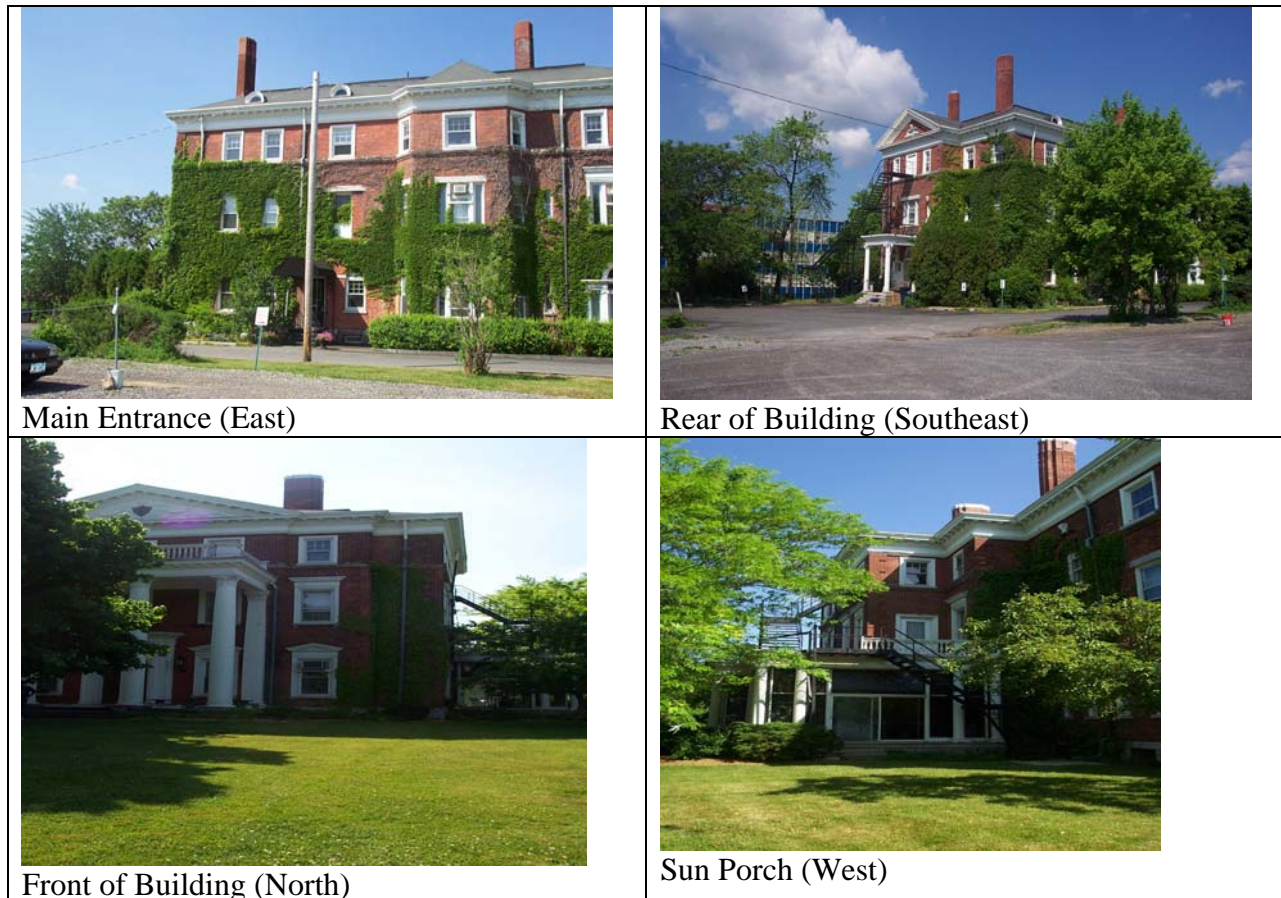 Main Entrance (East)
Rear of Building (Southeast)
Front of Building (North)
Sun Porch (West)